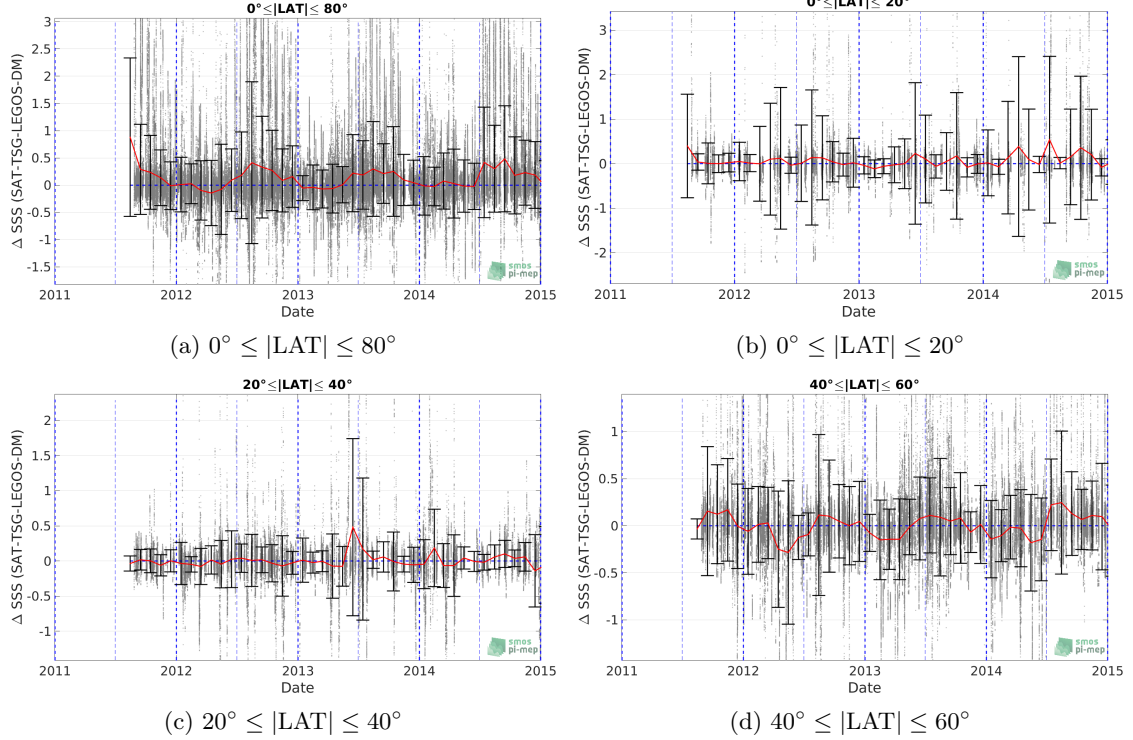 0°≤|LAT|≤ 80°
3
2.5
2
1.5
1
0.5
0
-0.5
-1
-1.5
Δ SSS (SAT-TSG-LEGOS-DM)
2011
2012
2013
2014
2015
Date
smos
pi-mep
(a) 0° ≤ |LAT| ≤ 80°
0°≤|LAT|≤ 20°
3
2
1
0
-1
-2
Δ SSS (SAT-TSG-LEGOS-DM)
2011
2012
2013
2014
2015
Date
smos
pi-mep
(b) 0° ≤ |LAT| ≤ 20°
20°≤|LAT|≤ 40°
2
1.5
1
0.5
0
-0.5
-1
Δ SSS (SAT-TSG-LEGOS-DM)
2011
2012
2013
2014
2015
Date
smos
pi-mep
(c) 20° ≤ |LAT| ≤ 40°
40°≤|LAT|≤ 60°
1
0.5
0
-0.5
-1
Δ SSS (SAT-TSG-LEGOS-DM)
2011
2012
2013
2014
2015
Date
smos
pi-mep
(d) 40° ≤ |LAT| ≤ 60°